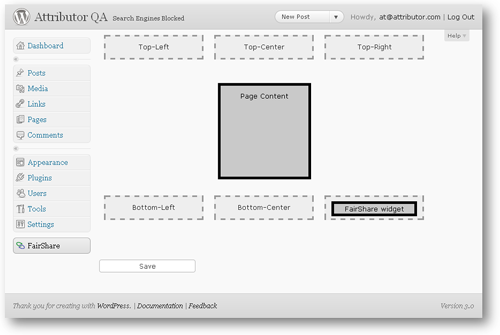 Attributor QA Search Engines Blocked New Post Howdy, at@attributor.com | Log Out
Help
Dashboard
Posts
Media
Links
Pages
Comments
Appearance
Plugins
Users
Tools
Settings
FairShare
Top-Left Top-Center Top-Right
Page Content
Bottom-Left Bottom-Center FairShare widget
Save
Thank you for creating with WordPress. | Documentation | Feedback Version 3.0